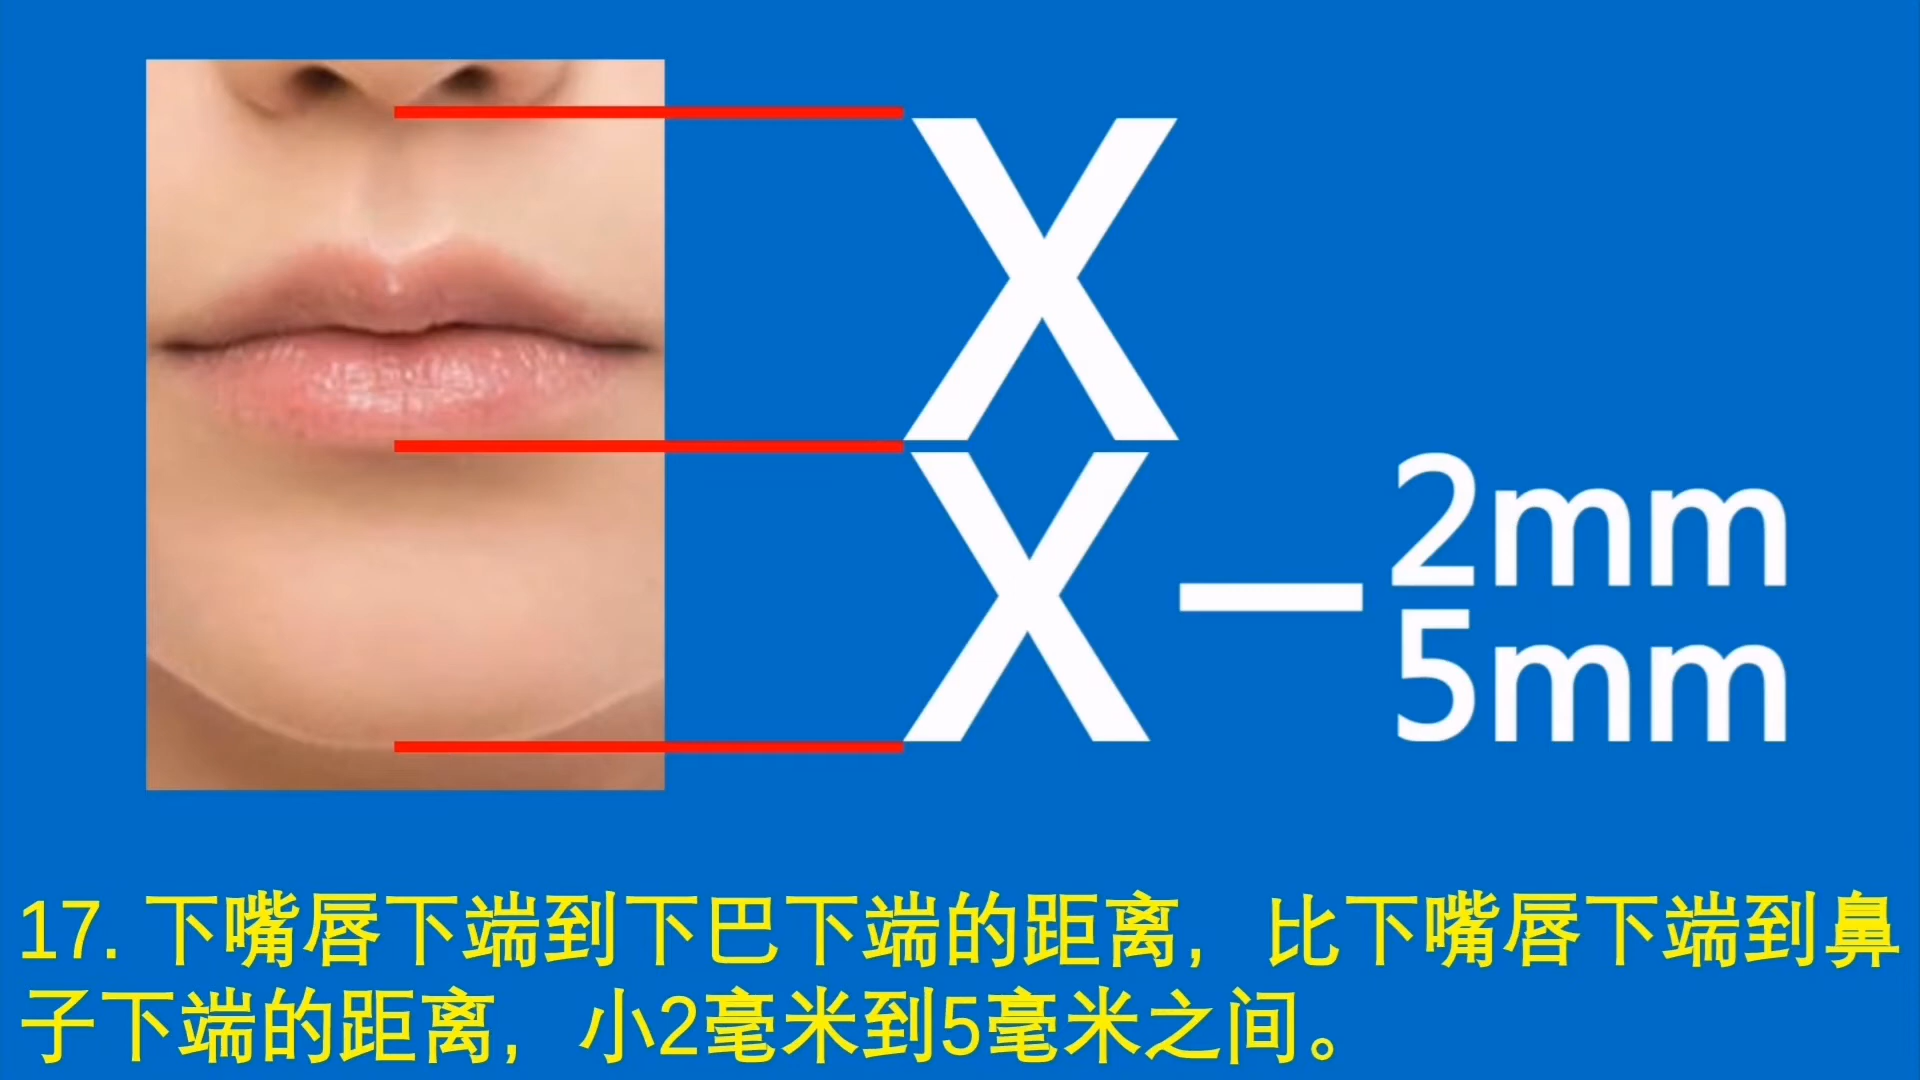 X
X — 2mm
5mm
17. 下嘴唇下端到下巴下端的距离，比下嘴唇下端到鼻
子下端的距离，小2毫米到5毫米之间。